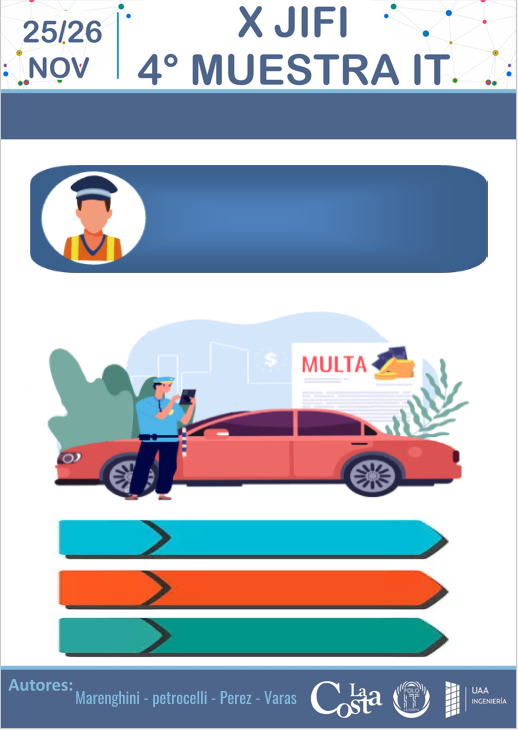 25/26
NOV
X JIFI
4° MUESTRA IT
$
MULTA
Autores:
Marenghini - petrocelli - Perez - Varas
La
Costa
POLO
IT
UAA
INGENIERÍA